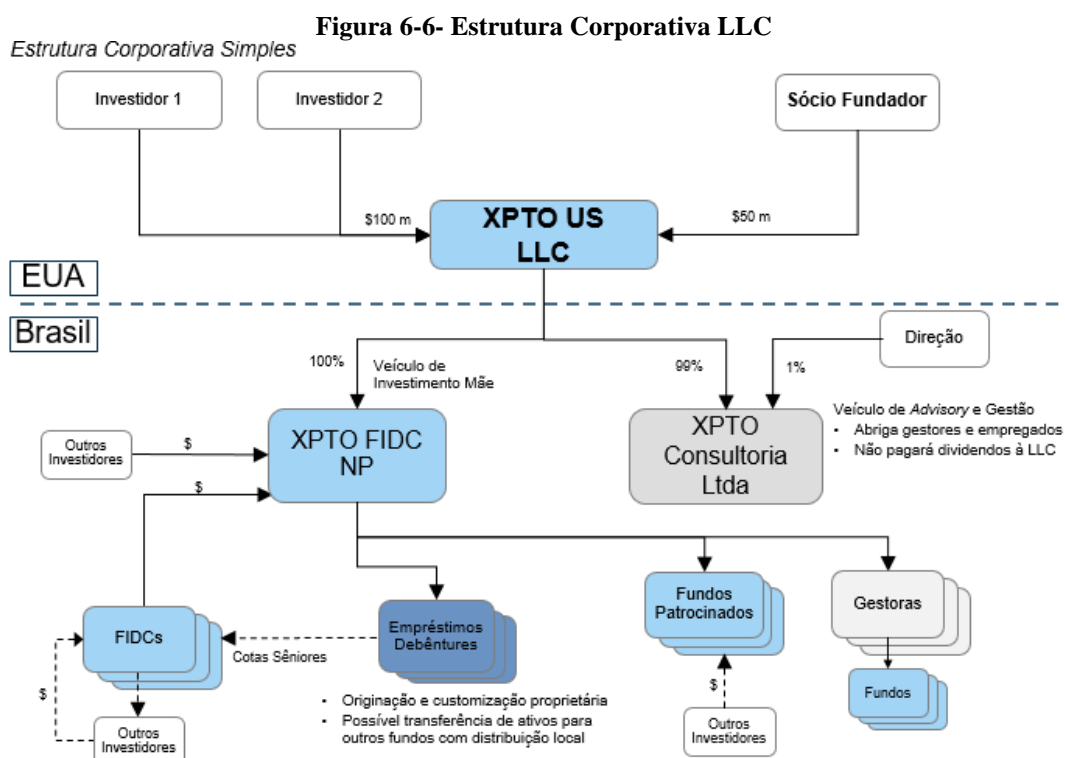 Figura 6-6- Estrutura Corporativa LLC
Estrutura Corporativa Simples
Investidor 1
Investidor 2
Sócio Fundador
$100 m
XPTO US
LLC
$50 m
EUA
Brasil
Direção
100%
Veículo de
Investimento Mãe
99%
1%
Veículo de Advisory e Gestão
• Abriga gestores e empregados
• Não pagará dividendos à LLC
XPTO FIDC
NP
XPTO
Consultoria
Ltda
Outros
Investidores
$
$
FIDCs
Cotas Sêniores
Empréstimos
Debêntures
Fundos
Patrocinados
Gestoras
$
Outros
Investidores
• Originação e customização proprietária
• Possível transferência de ativos para
outros fundos com distribuição local
$
Outros
Investidores
Fundos